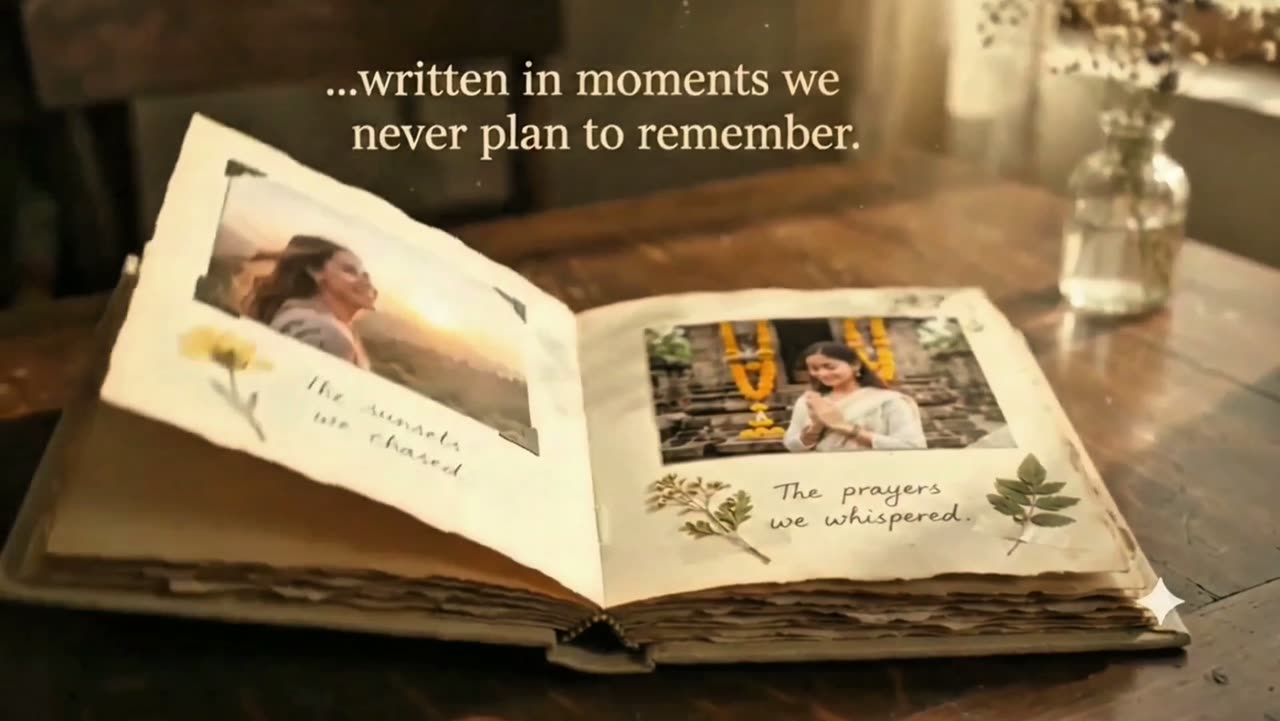 ...written in moments we
never plan to remember.
The sunsets
we chased
The prayers
we whispered.